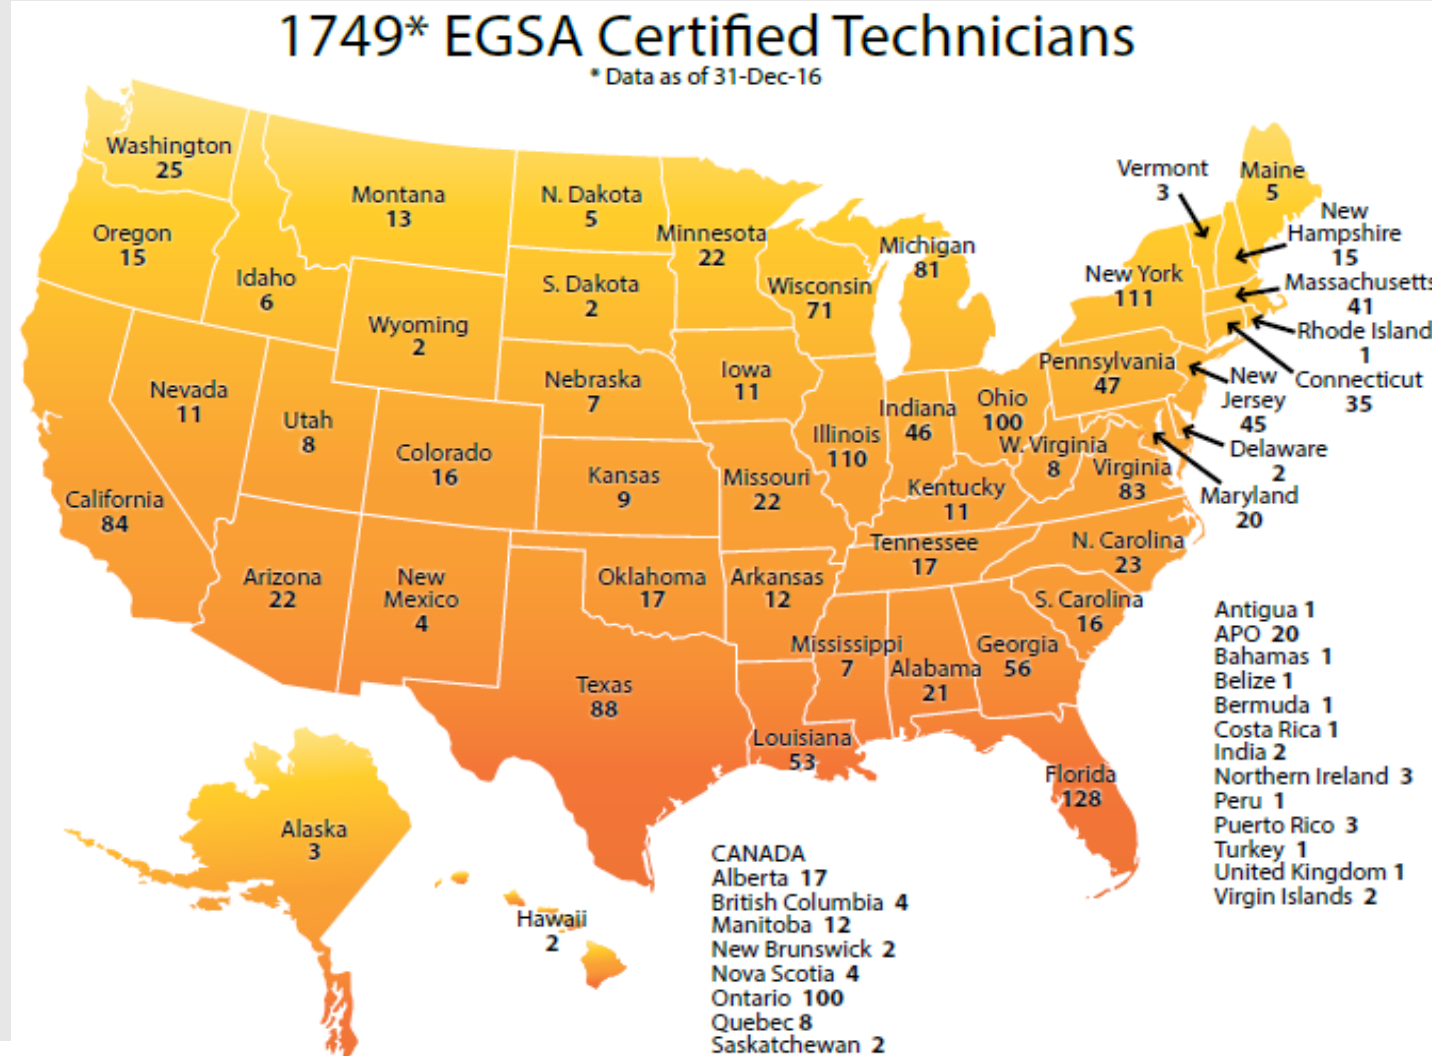 1749* EGSA Certified Technicians
* Data as of 31-Dec-16
Washington
25
Oregon
15
Idaho
6
Montana
13
N. Dakota
5
Minnesota
22
S. Dakota
2
Wyoming
2
Wisconsin
71
Michigan
81
Vermont
3
Maine
5
New
Hampshire
15
Massachusetts
41
Rhode Island
1
Connecticut
35
New York
111
Pennsylvania
47
New
Jersey
45
Delaware
2
Maryland
20
Nevada
11
Utah
8
Colorado
16
California
84
Nebraska
7
Iowa
11
Kansas
9
Missouri
22
Illinois
110
Indiana
46
Ohio
100
W. Virginia
8
Virginia
83
Kentucky
11
Tennessee
17
N. Carolina
23
S. Carolina
16
Arizona
22
New
Mexico
4
Oklahoma
17
Arkansas
12
Texas
88
Louisiana
53
Mississippi
7
Alabama
21
Georgia
56
Florida
128
Alaska
3
Hawaii
2
CANADA
Alberta 17
British Columbia 4
Manitoba 12
New Brunswick 2
Nova Scotia 4
Ontario 100
Quebec 8
Saskatchewan 2
Antigua 1
APO 20
Bahamas 1
Belize 1
Bermuda 1
Costa Rica 1
India 2
Northern Ireland 3
Peru 1
Puerto Rico 3
Turkey 1
United Kingdom 1
Virgin Islands 2